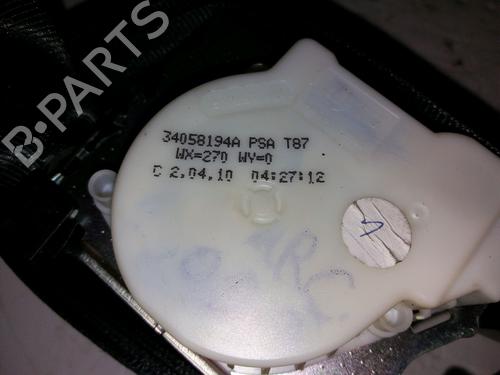 B-PARTS
34058194A PSA T87
WX=270 WY=0
C 2.04.10 04:27:12